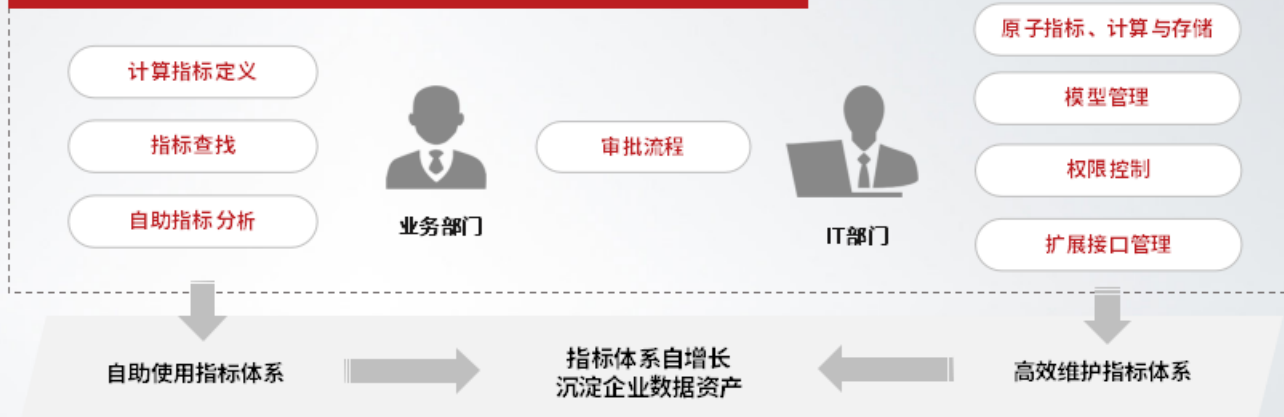 计算指标定义
指标查找
自助指标分析
业务部门
审批流程
IT部门
原子指标、计算与存储
模型管理
权限控制
扩展接口管理
自助使用指标体系
指标体系自增长
沉淀企业数据资产
高效维护指标体系